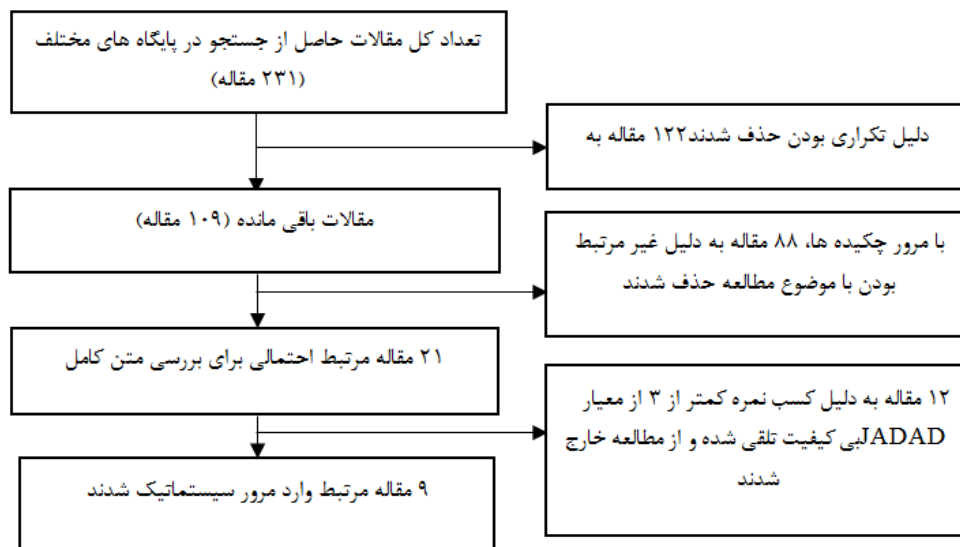 تعداد کل مقالات حاصل از جستجو در پایگاه های مختلف
(۲۳۱ مقاله)
دلیل تکراری بودن حذف شدند۱۲۲ مقاله به
مقالات باقی مانده (۱۰۹ مقاله)
با مرور چکیده ها، ۸۸ مقاله به دلیل غیر مرتبط
بودن با موضوع مطالعه حذف شدند
۲۱ مقاله مرتبط احتمالی برای بررسی متن کامل
۱۲ مقاله به دلیل کسب نمره کمتر از ۳ از معیار
JADADبی کیفیت تلقی شده و از مطالعه خارج
شدند
۹ مقاله مرتبط وارد مرور سیستماتیک شدند